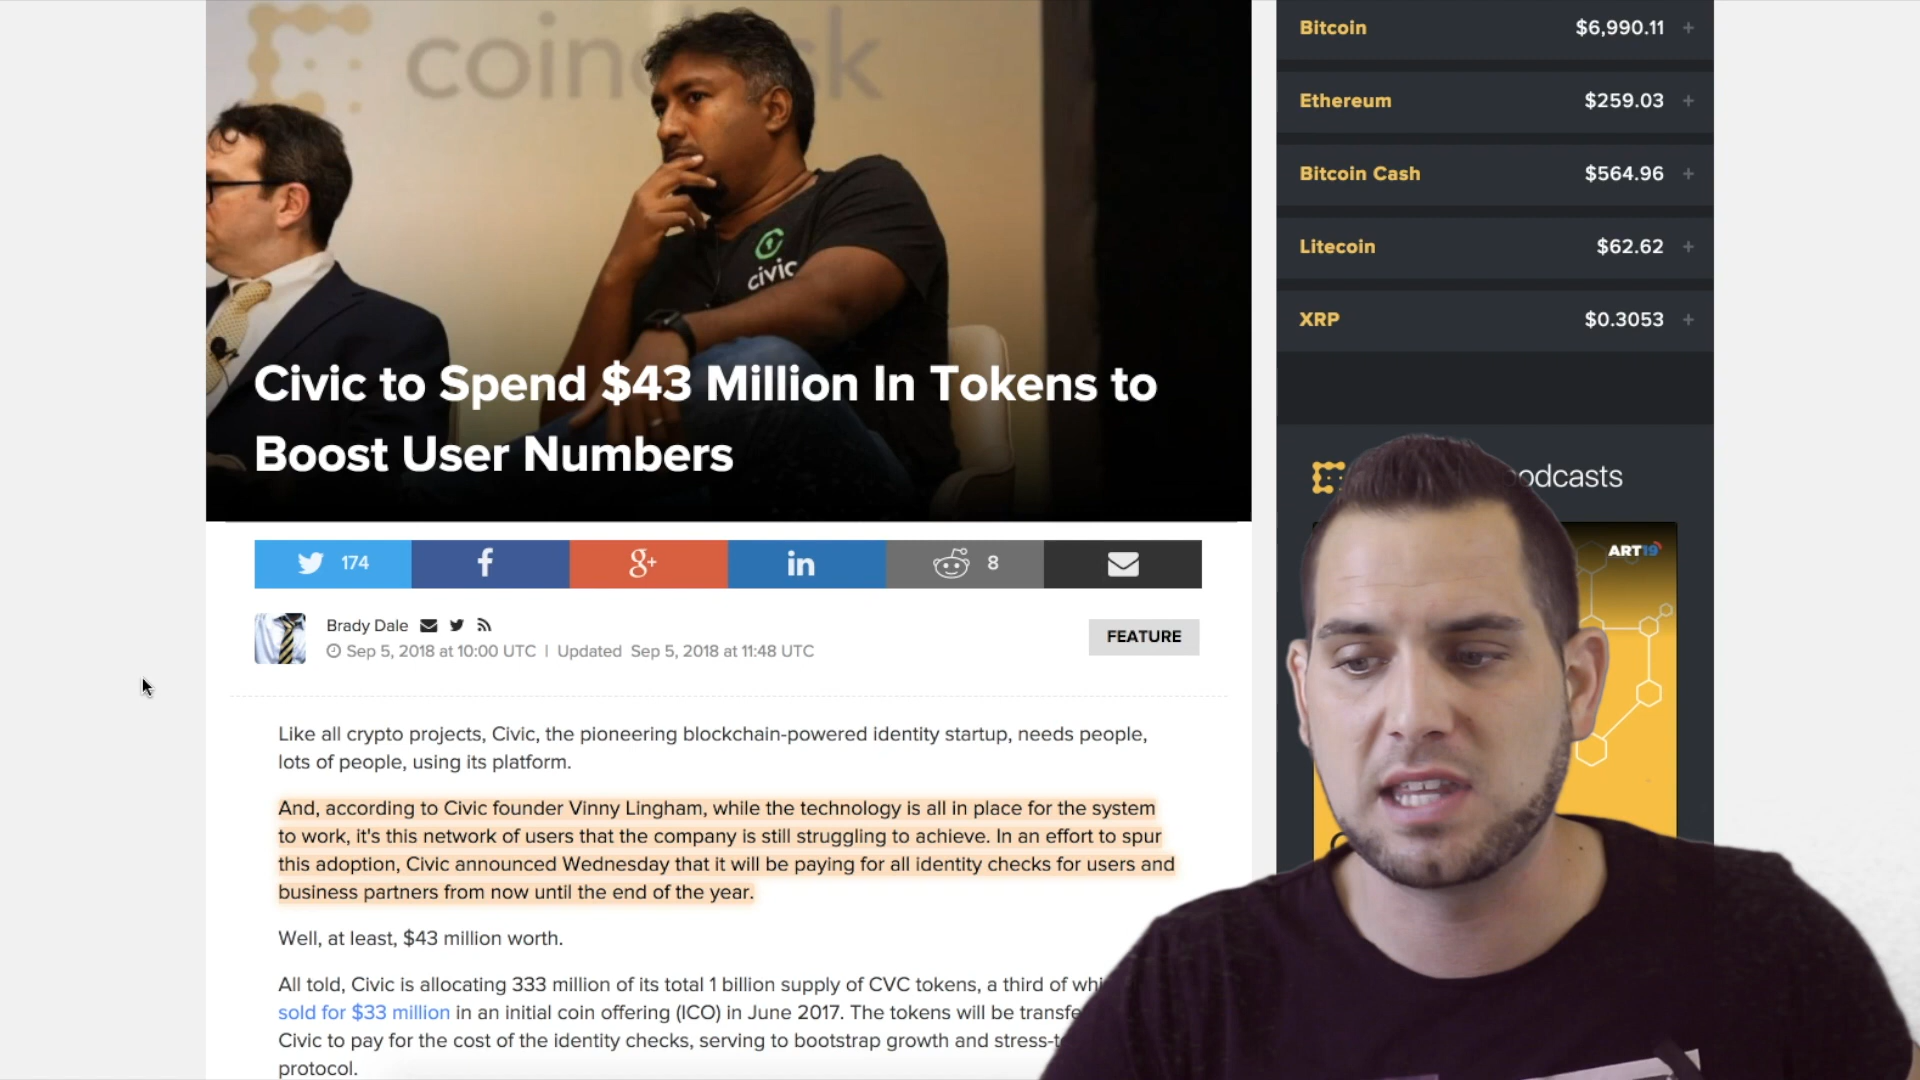 coindesk
civic
Civic to Spend $43 Million In Tokens to
Boost User Numbers
174
8
Brady Dale
Sep 5, 2018 at 10:00 UTC | Updated Sep 5, 2018 at 11:48 UTC
FEATURE
Like all crypto projects, Civic, the pioneering blockchain-powered identity startup, needs people,
lots of people, using its platform.
And, according to Civic founder Vinny Lingham, while the technology is all in place for the system
to work, it's this network of users that the company is still struggling to achieve. In an effort to spur
this adoption, Civic announced Wednesday that it will be paying for all identity checks for users and
business partners from now until the end of the year.
Well, at least, $43 million worth.
All told, Civic is allocating 333 million of its total 1 billion supply of CVC tokens, a third of
sold for $33 million in an initial coin offering (ICO) in June 2017. The tokens will be
Civic to pay for the cost of the identity checks, serving to bootstrap growth and
protocol.
Bitcoin $6,990.11 +
Ethereum $259.03 +
Bitcoin Cash $564.96 +
Litecoin $62.62 +
XRP $0.3053 +
podcasts
ART19